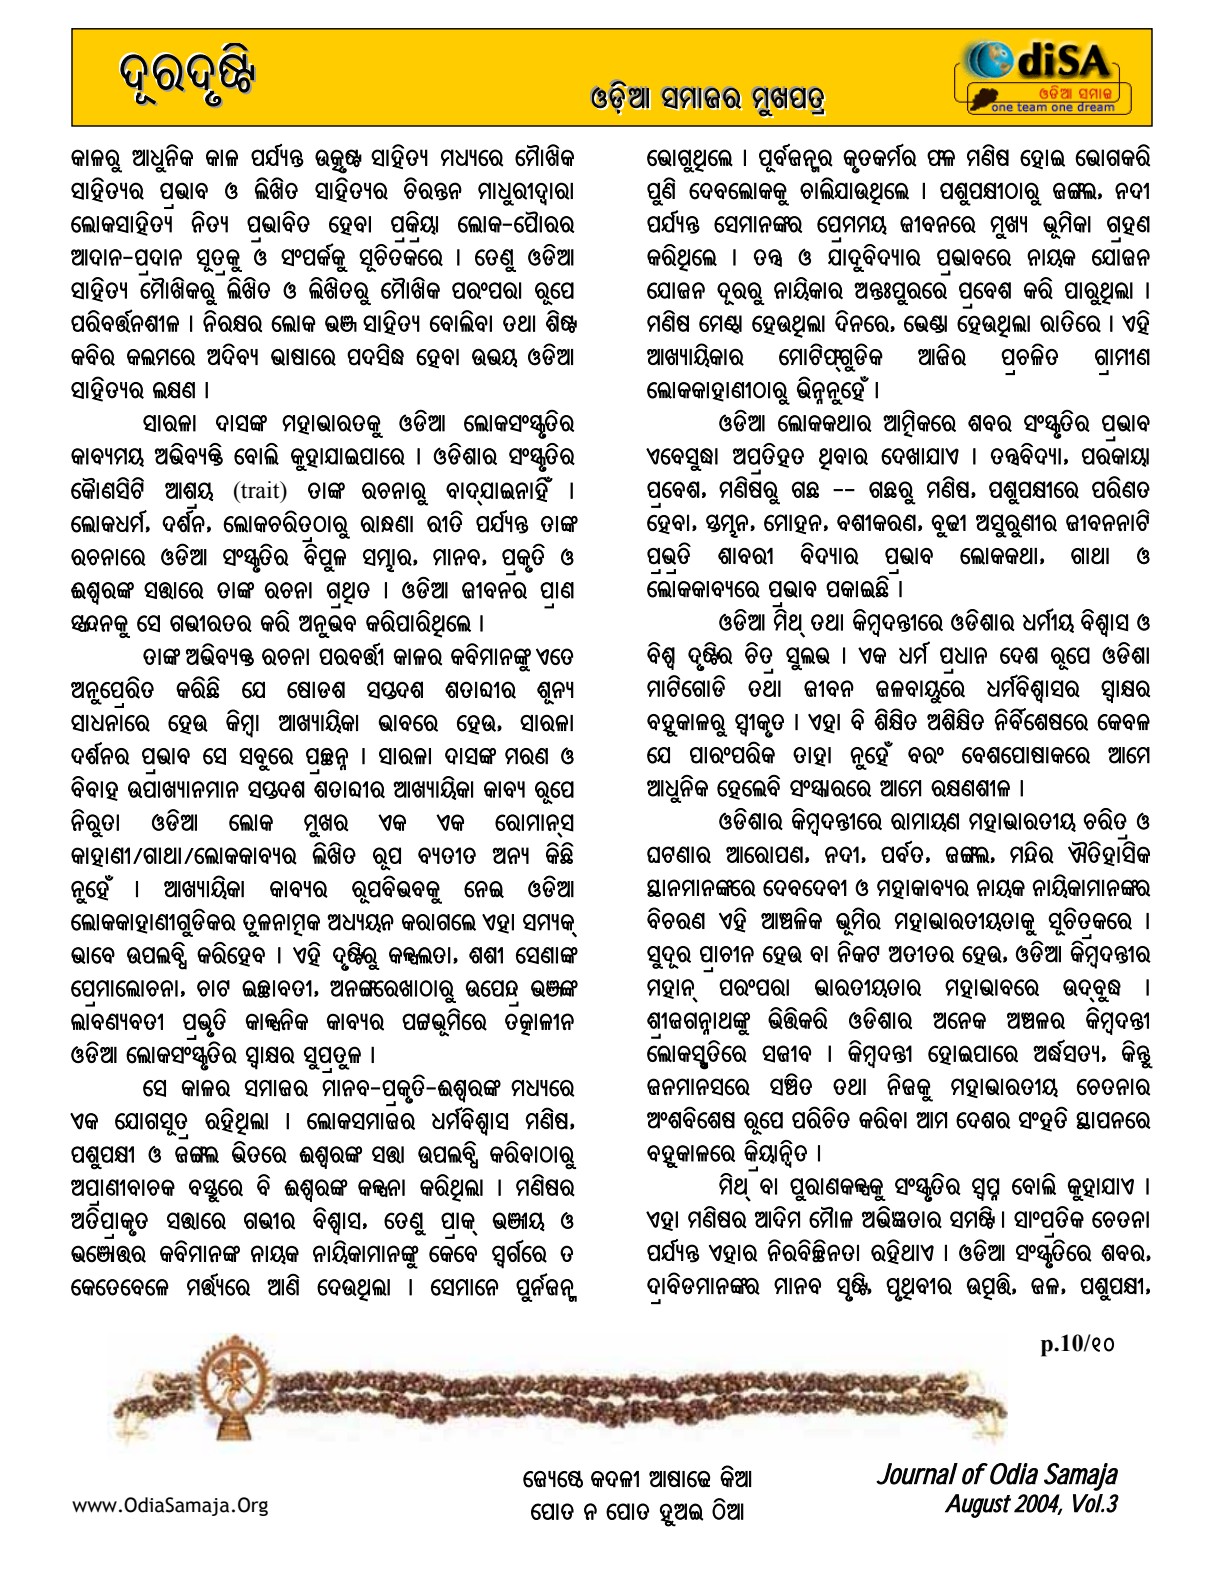 ଦୂରଦୃଷ୍ଟି
ଓଡ଼ିଆ ସମାଜର ମୁଖପତ୍ର
diSA
ଓଡିଆ ସମାଜ
one team one dream
କାଳରୁ ଆଧୁନିକ କାଳ ପର୍ଯ୍ୟନ୍ତ ଉତ୍କୃଷ୍ଟ ସାହିତ୍ୟ ମଧ୍ୟରେ ମୌଖିକ
ସାହିତ୍ୟର ପ୍ରଭାବ ଓ ଲିଖିତ ସାହିତ୍ୟର ଚିରନ୍ତନ ମାଧୁରୀଦ୍ୱାରା
ଲୋକସାହିତ୍ୟ ନିତ୍ୟ ପ୍ରଭାବିତ ହେବା ପ୍ରକ୍ରିୟା ଲୋକ-ପୌରର
ଆଦାନ-ପ୍ରଦାନ ସୂତ୍ରକୁ ଓ ସଂପର୍କକୁ ସୂଚିତକରେ । ତେଣୁ ଓଡିଆ
ସାହିତ୍ୟ ମୌଖିକରୁ ଲିଖିତ ଓ ଲିଖିତରୁ ମୌଖିକ ପରଂପରା ରୂପେ
ପରିବର୍ତ୍ତନଶୀଳ । ନିରକ୍ଷର ଲୋକ ଭଞ୍ଜ ସାହିତ୍ୟ ବୋଲିବା ତଥା ଶିଷ୍ଟ
କବିର କଲମରେ ଅଦିବ୍ୟ ଭାଷାରେ ପଦସିଦ୍ଧ ହେବା ଉଭୟ ଓଡିଆ
ସାହିତ୍ୟର ଲକ୍ଷଣ ।
ସାରଳା ଦାସଙ୍କ ମହାଭାରତକୁ ଓଡିଆ ଲୋକସଂସ୍କୃତିର
କାବ୍ୟମୟ ଅଭିବ୍ୟକ୍ତି ବୋଲି କୁହାଯାଇପାରେ । ଓଡିଶାର ସଂସ୍କୃତିର
କୌଣସିଟି ଆଶ୍ରୟ (trait) ତାଙ୍କ ରଚନାରୁ ବାଦ୍‌ଯାଇନାହିଁ ।
ଲୋକଧର୍ମ, ଦର୍ଶନ, ଲୋକଚରିତ୍ରଠାରୁ ରାନ୍ଧଣା ରୀତି ପର୍ଯ୍ୟନ୍ତ ତାଙ୍କ
ରଚନାରେ ଓଡିଆ ସଂସ୍କୃତିର ବିପୁଳ ସମ୍ଭାର, ମାନବ, ପ୍ରକୃତି ଓ
ଈଶ୍ୱରଙ୍କ ସତ୍ତାରେ ତାଙ୍କ ରଚନା ଗ୍ରଥିତ । ଓଡିଆ ଜୀବନର ପ୍ରାଣ
ସ୍ପନ୍ଦନକୁ ସେ ଗଭୀରତର କରି ଅନୁଭବ କରିପାରିଥିଲେ ।
ତାଙ୍କ ଅଭିବ୍ୟକ୍ତ ରଚନା ପରବର୍ତ୍ତୀ କାଳର କବିମାନଙ୍କୁ ଏତେ
ଅନୁପ୍ରେରିତ କରିଛି ଯେ ଷୋଡଶ ସପ୍ତଦଶ ଶତାବ୍ଦୀର ଶୂନ୍ୟ
ସାଧନାରେ ହେଉ କିମ୍ବା ଆଖ୍ୟାୟିକା ଭାବରେ ହେଉ, ସାରଳା
ଦର୍ଶନର ପ୍ରଭାବ ସେ ସବୁରେ ପ୍ରଚ୍ଛନ୍ନ । ସାରଳା ଦାସଙ୍କ ମରଣ ଓ
ବିବାହ ଉପାଖ୍ୟାନମାନ ସପ୍ତଦଶ ଶତାବ୍ଦୀର ଆଖ୍ୟାୟିକା କାବ୍ୟ ରୂପେ
ନିରୁତା ଓଡିଆ ଲୋକ ମୁଖର ଏକ ଏକ ରୋମାନ୍ସ
କାହାଣୀ/ଗାଥା/ଲୋକକାବ୍ୟର ଲିଖିତ ରୂପ ବ୍ୟତୀତ ଅନ୍ୟ କିଛି
ନୁହେଁ । ଆଖ୍ୟାୟିକା କାବ୍ୟର ରୂପବିଭବକୁ ନେଇ ଓଡିଆ
ଲୋକକାହାଣୀଗୁଡିକର ତୁଳନାତ୍ମକ ଅଧ୍ୟୟନ କରାଗଲେ ଏହା ସମ୍ୟକ୍
ଭାବେ ଉପଲବ୍ଧି କରିହେବ । ଏହି ଦୃଷ୍ଟିରୁ କଳ୍ପଲତା, ଶଶୀ ସେଣାଙ୍କ
ପ୍ରେମାଲୋଚନା, ଚାଟ ଇଚ୍ଛାବତୀ, ଅନଙ୍ଗରେଖାଠାରୁ ଉପେନ୍ଦ୍ର ଭଞ୍ଜଙ୍କ
ଲାବଣ୍ୟବତୀ ପ୍ରଭୃତି କାଳ୍ପନିକ କାବ୍ୟର ପଟ୍ଟଭୂମିରେ ତତ୍କାଳୀନ
ଓଡିଆ ଲୋକସଂସ୍କୃତିର ସ୍ୱାକ୍ଷର ସୁପ୍ରତୁଳ ।
ସେ କାଳର ସମାଜର ମାନବ-ପ୍ରକୃତି-ଈଶ୍ୱରଙ୍କ ମଧ୍ୟରେ
ଏକ ଯୋଗସୂତ୍ର ରହିଥିଲା । ଲୋକସମାଜର ଧର୍ମବିଶ୍ୱାସ ମଣିଷ,
ପଶୁପକ୍ଷୀ ଓ ଜଙ୍ଗଲ ଭିତରେ ଈଶ୍ୱରଙ୍କ ସତ୍ତା ଉପଲବ୍ଧି କରିବାଠାରୁ
ଅପ୍ରାଣୀବାଚକ ବସ୍ତୁରେ ବି ଈଶ୍ୱରଙ୍କ କଳ୍ପନା କରିଥିଲା । ମଣିଷର
ଅତିପ୍ରାକୃତ ସତ୍ତାରେ ଗଭୀର ବିଶ୍ୱାସ, ତେଣୁ ପ୍ରାକ୍ ଭଞ୍ଜୀୟ ଓ
ଭଞ୍ଜୋତ୍ତର କବିମାନଙ୍କ ନାୟକ ନାୟିକାମାନଙ୍କୁ କେବେ ସ୍ୱର୍ଗରେ ତ
କେତେବେଳେ ମର୍ତ୍ତ୍ୟରେ ଆଣି ଦେଉଥିଲା । ସେମାନେ ପୁର୍ନଜନ୍ମ
ଭୋଗୁଥିଲେ । ପୂର୍ବଜନ୍ମର କୃତକର୍ମର ଫଳ ମଣିଷ ହୋଇ ଭୋଗକରି
ପୁଣି ଦେବଲୋକକୁ ଚାଲିଯାଉଥିଲେ । ପଶୁପକ୍ଷୀଠାରୁ ଜଙ୍ଗଲ, ନଦୀ
ପର୍ଯ୍ୟନ୍ତ ସେମାନଙ୍କର ପ୍ରେମମୟ ଜୀବନରେ ମୁଖ୍ୟ ଭୂମିକା ଗ୍ରହଣ
କରିଥିଲେ । ତନ୍ତ୍ର ଓ ଯାଦୁବିଦ୍ୟାର ପ୍ରଭାବରେ ନାୟକ ଯୋଜନ
ଯୋଜନ ଦୂରରୁ ନାୟିକାର ଅନ୍ତଃପୁରରେ ପ୍ରବେଶ କରି ପାରୁଥିଲା ।
ମଣିଷ ମେଣ୍ଢା ହେଉଥିଲା ଦିନରେ, ଭେଣ୍ଡା ହେଉଥିଲା ରାତିରେ । ଏହି
ଆଖ୍ୟାୟିକାର ମୋଟିଫ୍‌ଗୁଡିକ ଆଜିର ପ୍ରଚଳିତ ଗ୍ରାମୀଣ
ଲୋକକାହାଣୀଠାରୁ ଭିନ୍ନନୁହେଁ ।
ଓଡିଆ ଲୋକକଥାର ଆତ୍ମିକରେ ଶବର ସଂସ୍କୃତିର ପ୍ରଭାବ
ଏବେସୁଦ୍ଧା ଅପ୍ରତିହତ ଥିବାର ଦେଖାଯାଏ । ତନ୍ତ୍ରବିଦ୍ୟା, ପରକାୟା
ପ୍ରବେଶ, ମଣିଷରୁ ଗଛ -- ଗଛରୁ ମଣିଷ, ପଶୁପକ୍ଷୀରେ ପରିଣତ
ହେବା, ସ୍ତମ୍ଭନ, ମୋହନ, ବଶୀକରଣ, ବୁଢୀ ଅସୁରୁଣୀର ଜୀବନନାଟି
ପ୍ରଭୃତି ଶାବରୀ ବିଦ୍ୟାର ପ୍ରଭାବ ଲୋକକଥା, ଗାଥା ଓ
ଲୋକକାବ୍ୟରେ ପ୍ରଭାବ ପକାଇଛି ।
ଓଡିଆ ମିଥ୍ ତଥା କିମ୍ବଦନ୍ତୀରେ ଓଡିଶାର ଧର୍ମୀୟ ବିଶ୍ୱାସ ଓ
ବିଶ୍ୱ ଦୃଷ୍ଟିର ଚିତ୍ର ସୁଲଭ । ଏକ ଧର୍ମ ପ୍ରଧାନ ଦେଶ ରୂପେ ଓଡିଶା
ମାଟିଗୋଡି ତଥା ଜୀବନ ଜଳବାୟୁରେ ଧର୍ମବିଶ୍ୱାସର ସ୍ୱାକ୍ଷର
ବହୁକାଳରୁ ସ୍ୱୀକୃତ । ଏହା ବି ଶିକ୍ଷିତ ଅଶିକ୍ଷିତ ନିର୍ବିଶେଷରେ କେବଳ
ଯେ ପାରଂପରିକ ତାହା ନୁହେଁ ବରଂ ବେଶପୋଷାକରେ ଆମେ
ଆଧୁନିକ ହେଲେବି ସଂସ୍କାରରେ ଆମେ ରକ୍ଷଣଶୀଳ ।
ଓଡିଶାର କିମ୍ବଦନ୍ତୀରେ ରାମାୟଣ ମହାଭାରତୀୟ ଚରିତ୍ର ଓ
ଘଟଣାର ଆରୋପଣ, ନଦୀ, ପର୍ବତ, ଜଙ୍ଗଲ, ମନ୍ଦିର ଐତିହାସିକ
ସ୍ଥାନମାନଙ୍କରେ ଦେବଦେବୀ ଓ ମହାକାବ୍ୟର ନାୟକ ନାୟିକାମାନଙ୍କର
ବିଚରଣ ଏହି ଆଞ୍ଚଳିକ ଭୂମିର ମହାଭାରତୀୟତାକୁ ସୂଚିତ୍ରକରେ ।
ସୁଦୂର ପ୍ରାଚୀନ ହେଉ ବା ନିକଟ ଅତୀତର ହେଉ, ଓଡିଆ କିମ୍ବଦନ୍ତୀର
ମହାନ୍ ପରଂପରା ଭାରତୀୟତାର ମହାଭାବରେ ଉଦ୍‌ବୁଦ୍ଧ ।
ଶ୍ରୀଜଗନ୍ନାଥଙ୍କୁ ଭିତ୍ତିକରି ଓଡିଶାର ଅନେକ ଅଞ୍ଚଳର କିମ୍ବଦନ୍ତୀ
ଲୋକସ୍ମୃତିରେ ସଜୀବ । କିମ୍ବଦନ୍ତୀ ହୋଇପାରେ ଅର୍ଦ୍ଧସତ୍ୟ, କିନ୍ତୁ
ଜନମାନସରେ ସଞ୍ଚିତ ତଥା ନିଜକୁ ମହାଭାରତୀୟ ଚେତନାର
ଅଂଶବିଶେଷ ରୂପେ ପରିଚିତ କରିବା ଆମ ଦେଶର ସଂହତି ସ୍ଥାପନରେ
ବହୁକାଳରେ କ୍ରିୟାନ୍ୱିତ ।
ମିଥ୍ ବା ପୁରାଣକଳ୍ପକୁ ସଂସ୍କୃତିର ସ୍ୱପ୍ନ ବୋଲି କୁହାଯାଏ ।
ଏହା ମଣିଷର ଆଦିମ ମୌଳ ଅଭିଜ୍ଞତାର ସମଷ୍ଟି । ସାଂପ୍ରତିକ ଚେତନା
ପର୍ଯ୍ୟନ୍ତ ଏହାର ନିରବିଚ୍ଛିନତା ରହିଥାଏ । ଓଡିଆ ସଂସ୍କୃତିରେ ଶବର,
ଦ୍ରାବିଡମାନଙ୍କର ମାନବ ସୃଷ୍ଟି, ପୃଥିବୀର ଉତ୍ପତ୍ତି, ଜଳ, ପଶୁପକ୍ଷୀ,
p.10/୧୦
ଜ୍ୟେଷ୍ଠେ କଦଳୀ ଆଷାଢେ କିଆ
ପୋତ ନ ପୋତ ହୁଅଇ ଠିଆ
www.OdiaSamaja.Org
Journal of Odia Samaja
August 2004, Vol.3